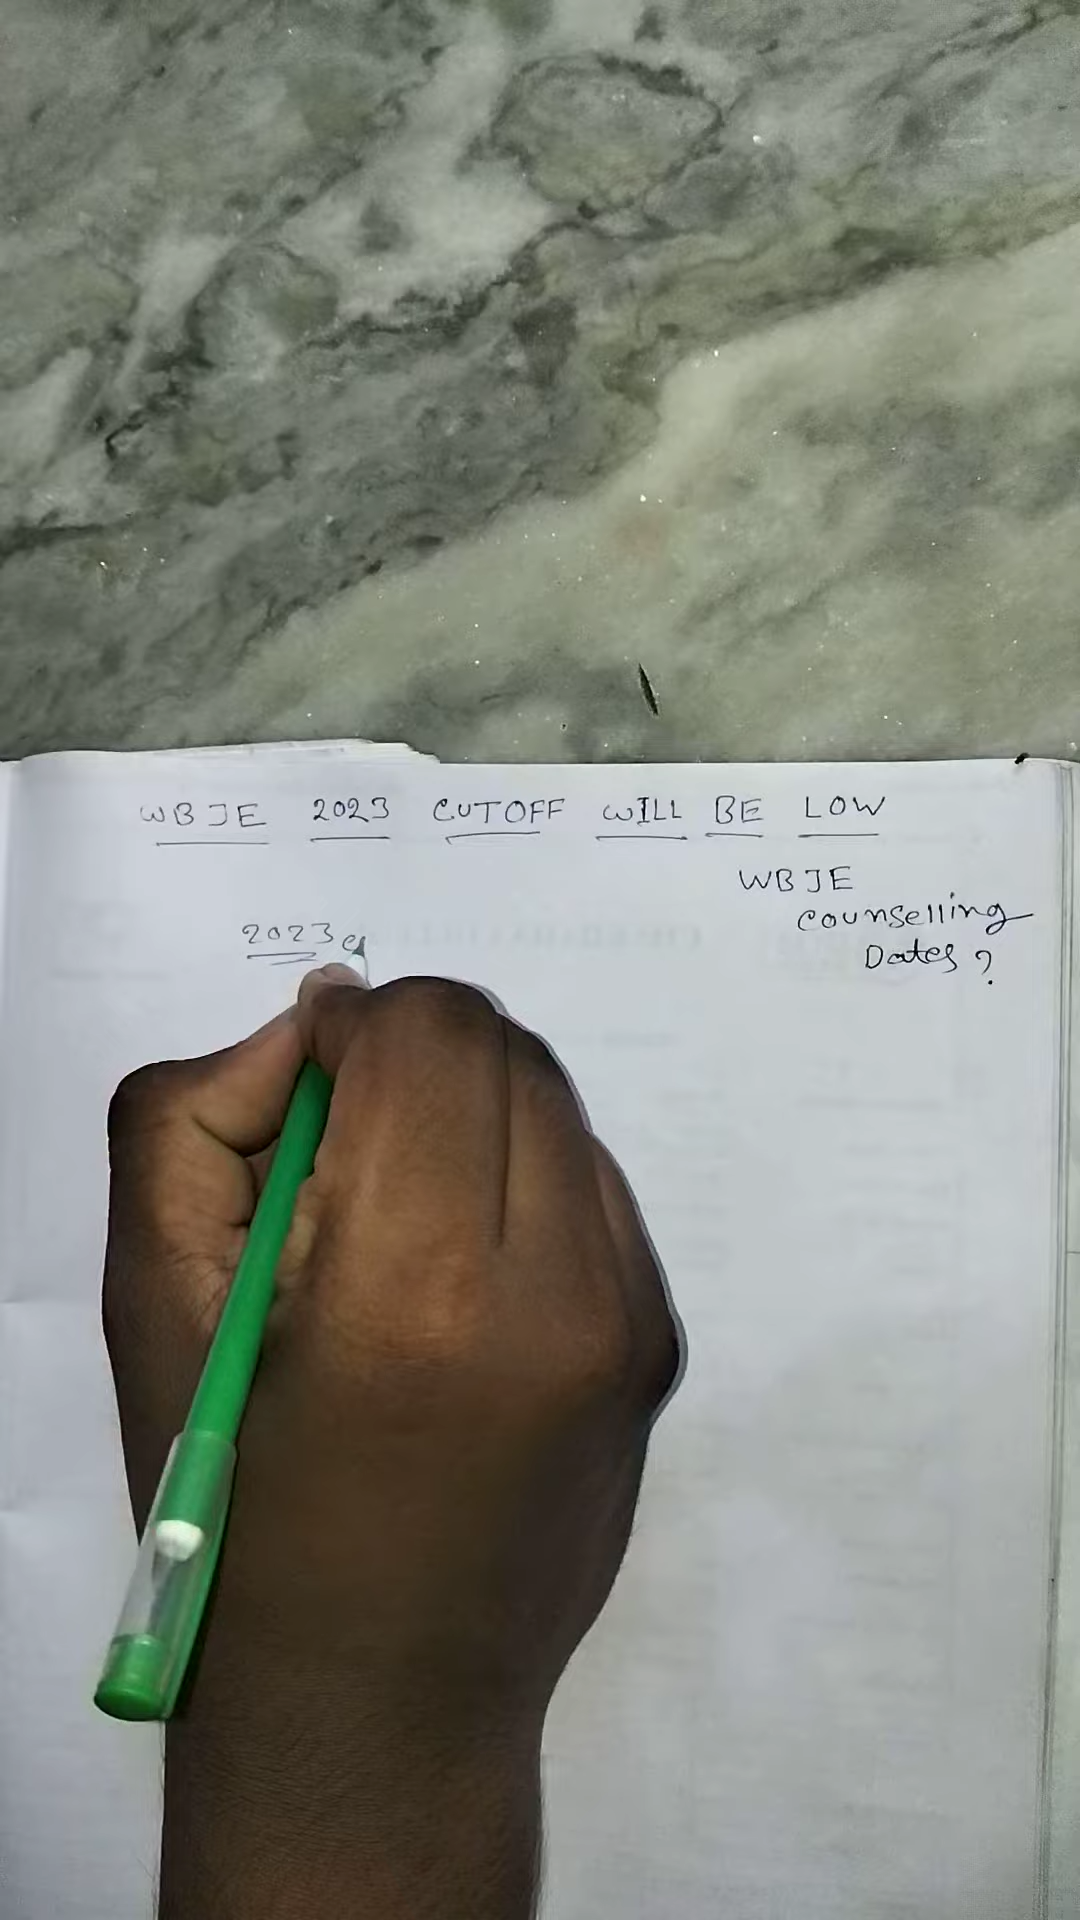 WBJE 2023 CUTOFF WILL BE LOW
WBJE
Counselling
Dates?
2023